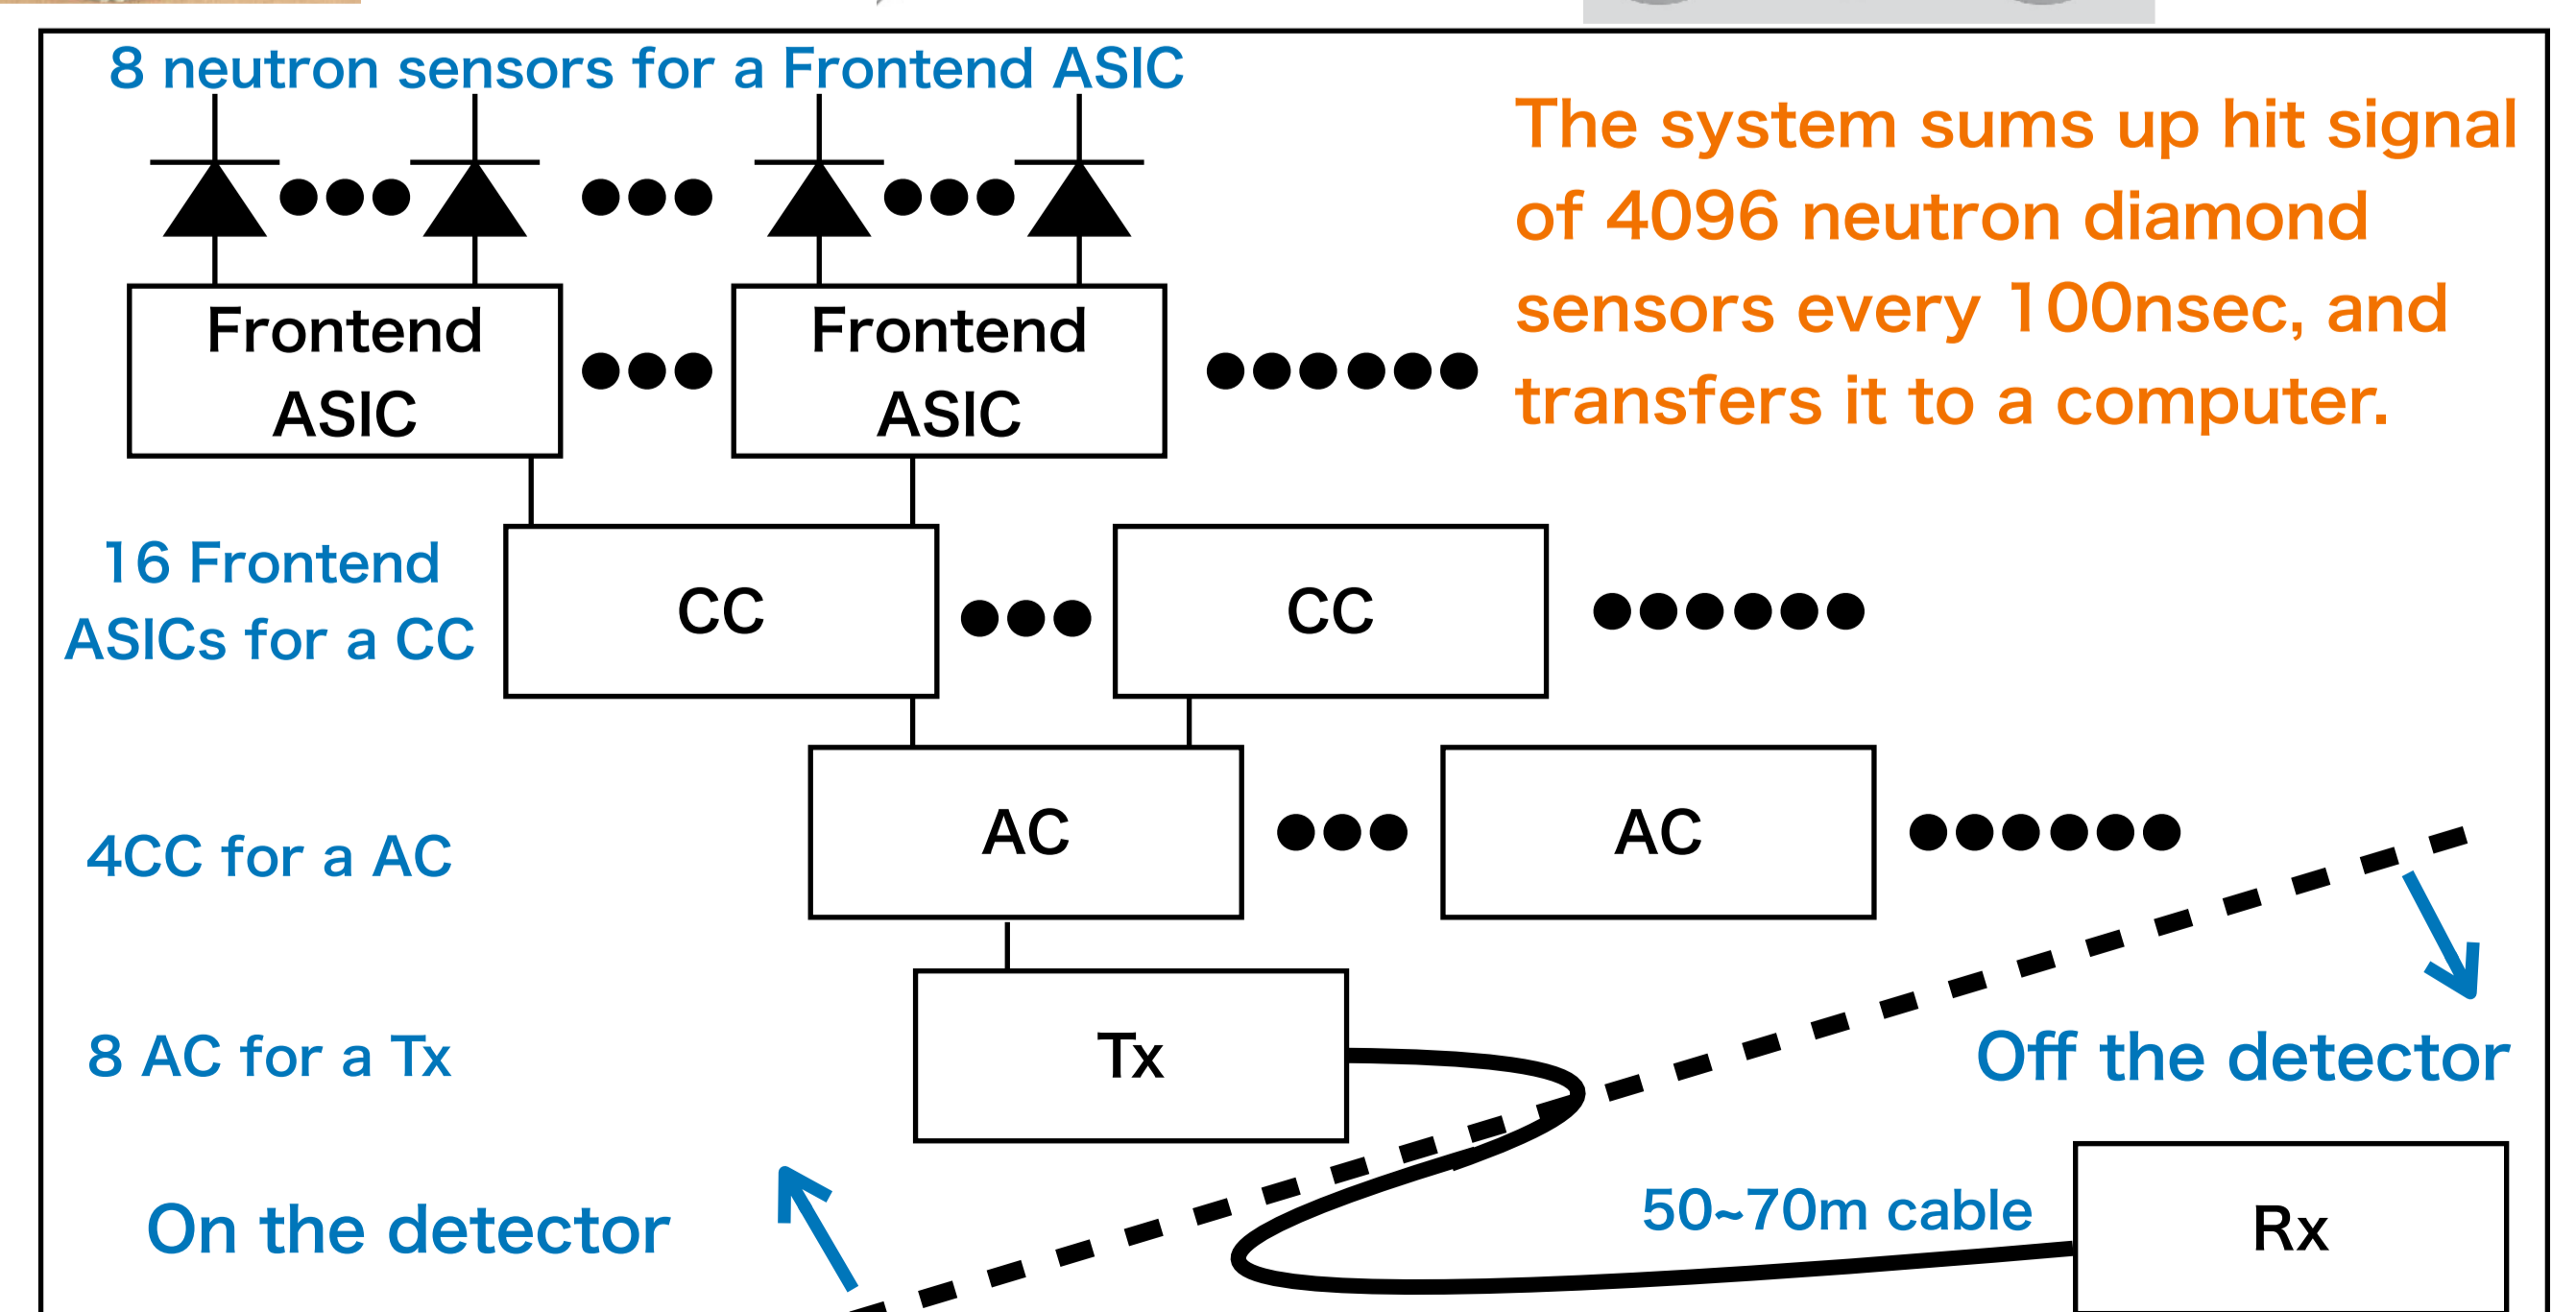 8 neutron sensors for a Frontend ASIC
The system sums up hit signal
of 4096 neutron diamond
sensors every 100nsec, and
transfers it to a computer.
Frontend
ASIC
Frontend
ASIC
16 Frontend
ASICs for a CC
CC
CC
4CC for a AC
AC
AC
8 AC for a Tx
Tx
Off the detector
On the detector
50~70m cable
Rx